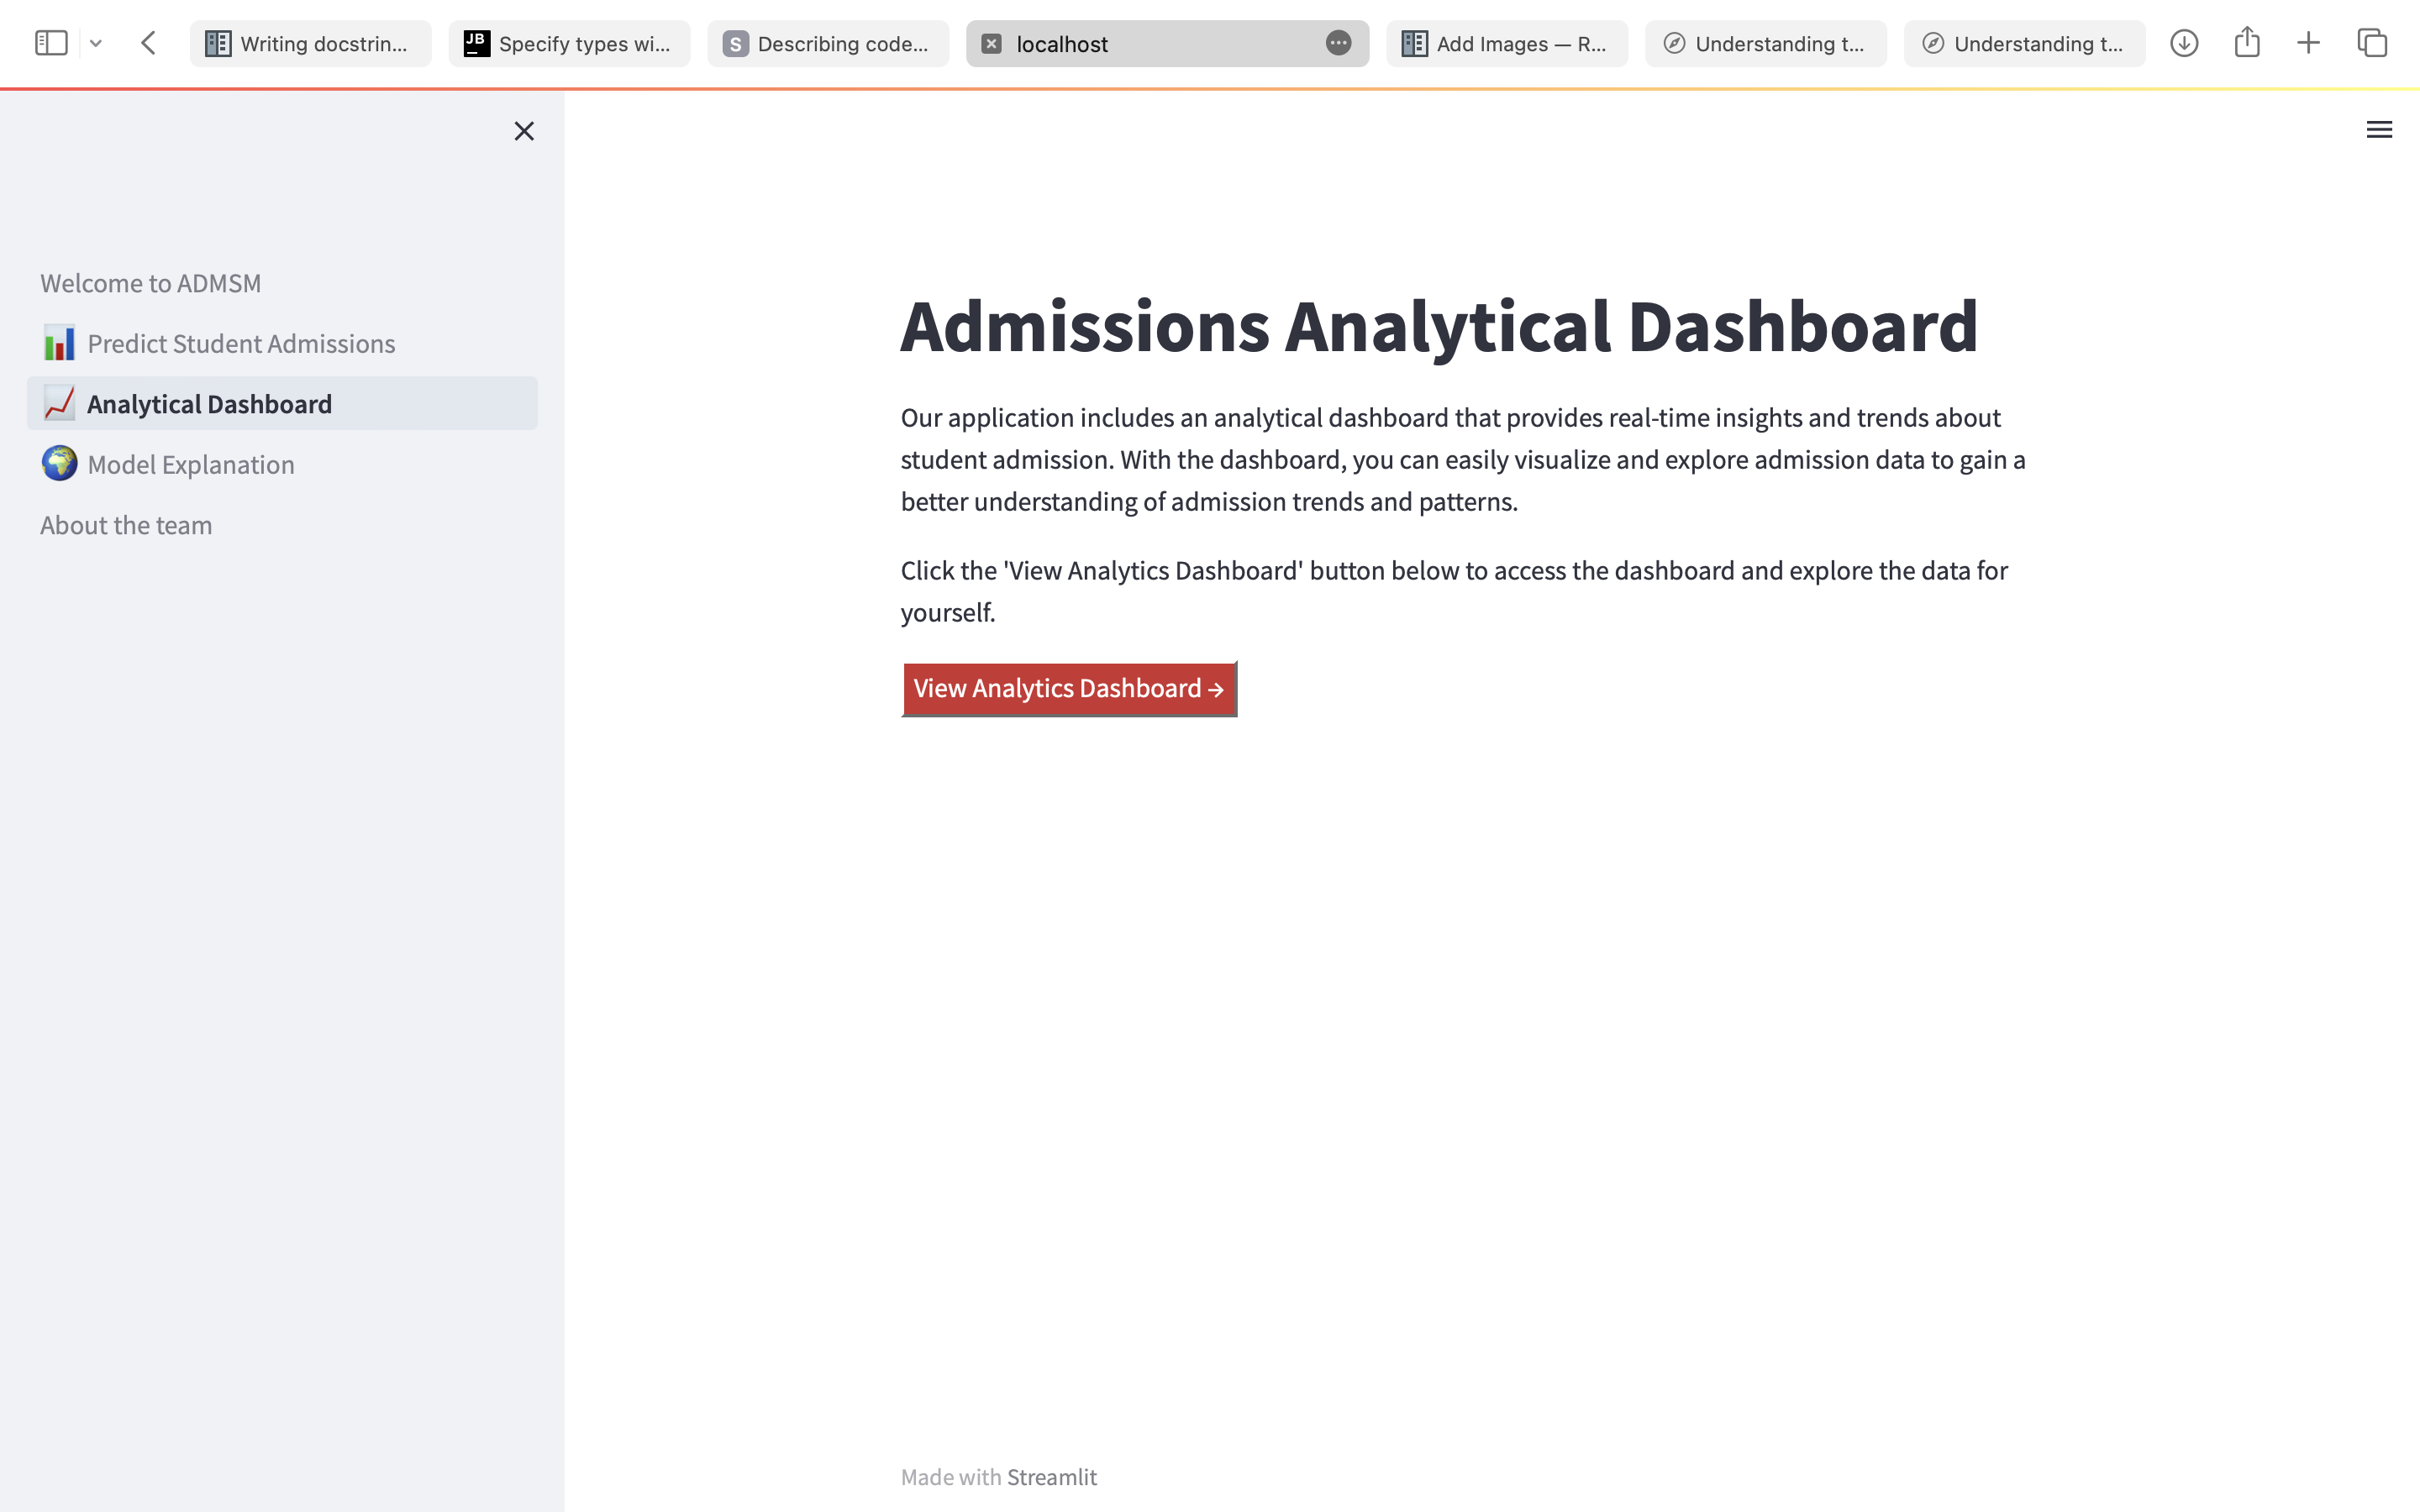 Writing docstrin...
JB Specify types wi...
S Describing code...
localhost
Add Images — R...
Understanding t...
Understanding t...
Welcome to ADMSM
Predict Student Admissions
Analytical Dashboard
Model Explanation
About the team
Admissions Analytical Dashboard
Our application includes an analytical dashboard that provides real-time insights and trends about
student admission. With the dashboard, you can easily visualize and explore admission data to gain a
better understanding of admission trends and patterns.
Click the 'View Analytics Dashboard' button below to access the dashboard and explore the data for
yourself.
View Analytics Dashboard →
Made with Streamlit